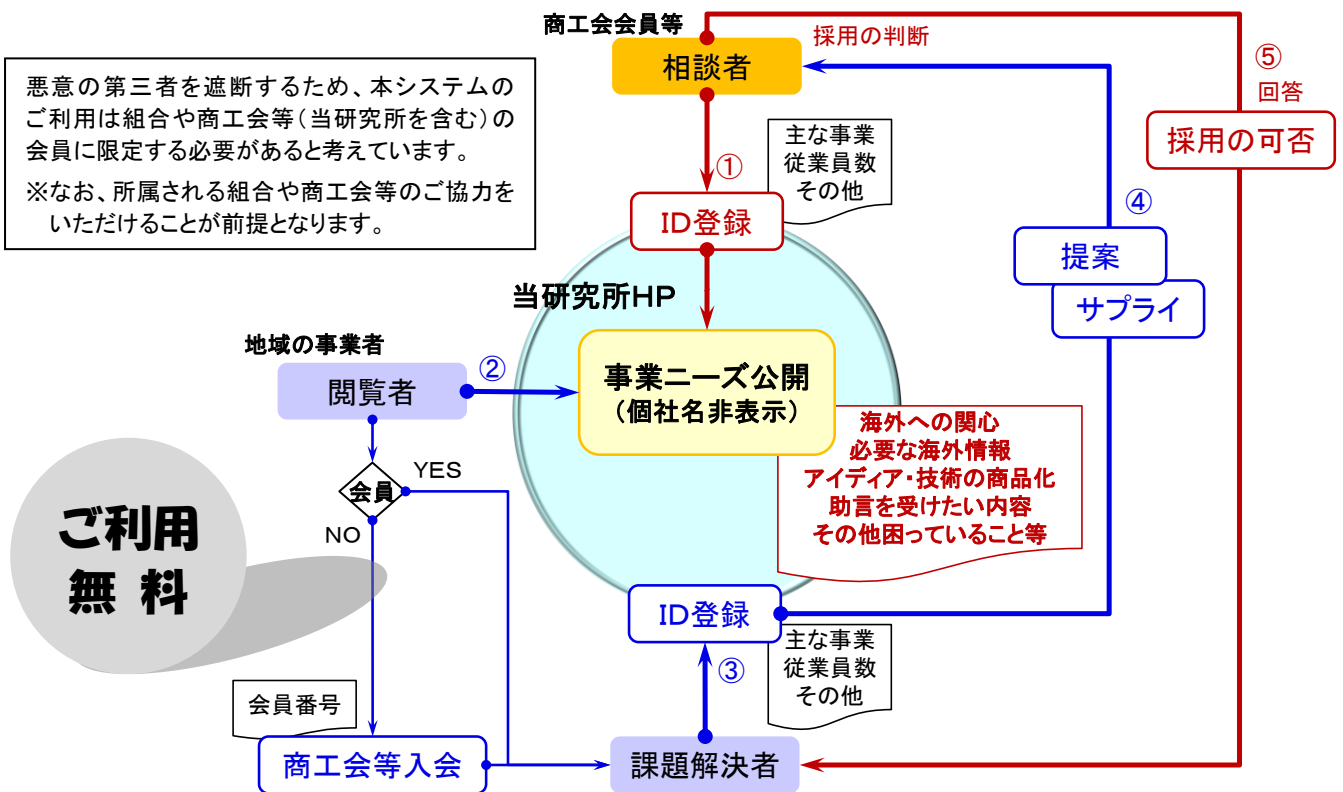 商工会会員等
相談者
採用の判断
⑤
回答
採用の可否
悪意の第三者を遮断するため、本システムの
ご利用は組合や商工会等(当研究所を含む)の
会員に限定する必要があると考えています。
※なお、所属される組合や商工会等のご協力を
いただけることが前提となります。
①
主な事業
従業員数
その他
ID登録
④
提案
サプライ
当研究所HP
地域の事業者
閲覧者
②
事業ニーズ公開
(個社名非表示)
海外への関心
必要な海外情報
アイディア・技術の商品化
助言を受けたい内容
その他困っていること等
会員
YES
NO
ご利用
無料
ID登録
③
主な事業
従業員数
その他
会員番号
商工会等入会
課題解決者